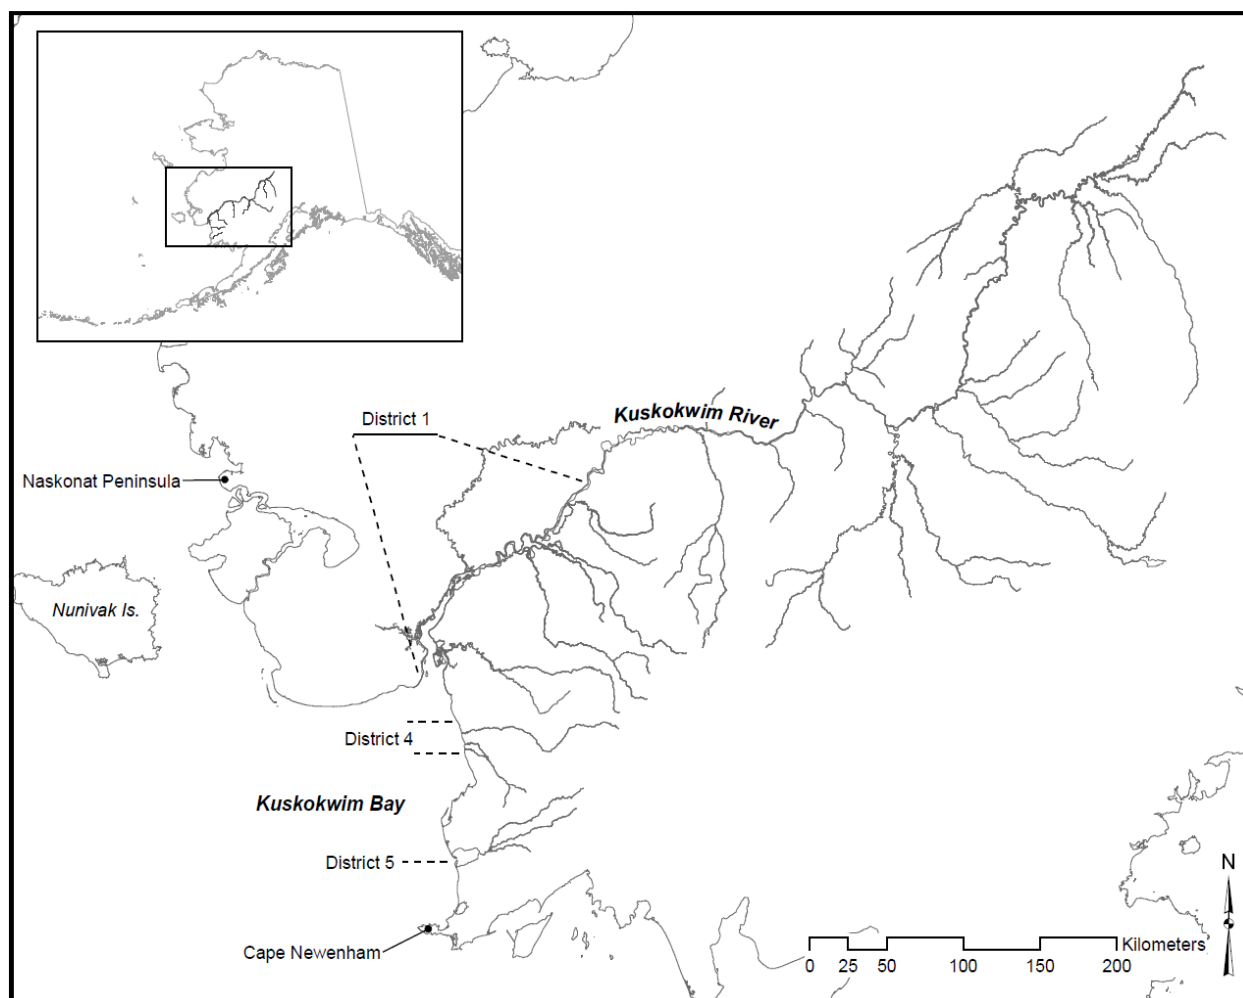 Kuskokwim River
District 1
Naskonat Peninsula
Nunivak Is.
District 4
Kuskokwim Bay
District 5
Cape Newenham
N
Kilometers
0 25 50 100 150 200